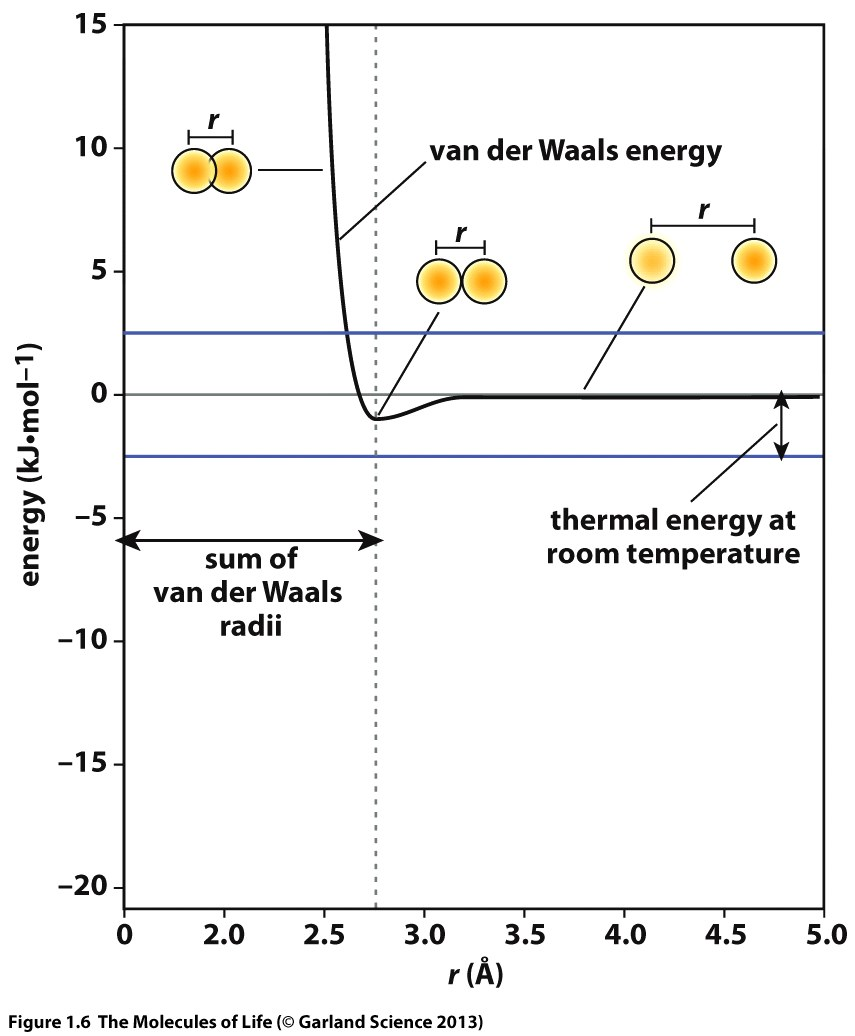 15
10
5
0
−5
−10
−15
−20
energy (kJ•mol−1)
r
van der Waals energy
r
r
thermal energy at
room temperature
sum of
van der Waals
radii
0 2.0 2.5 3.0 3.5 4.0 4.5 5.0
r (Å)
Figure 1.6 The Molecules of Life (© Garland Science 2013)